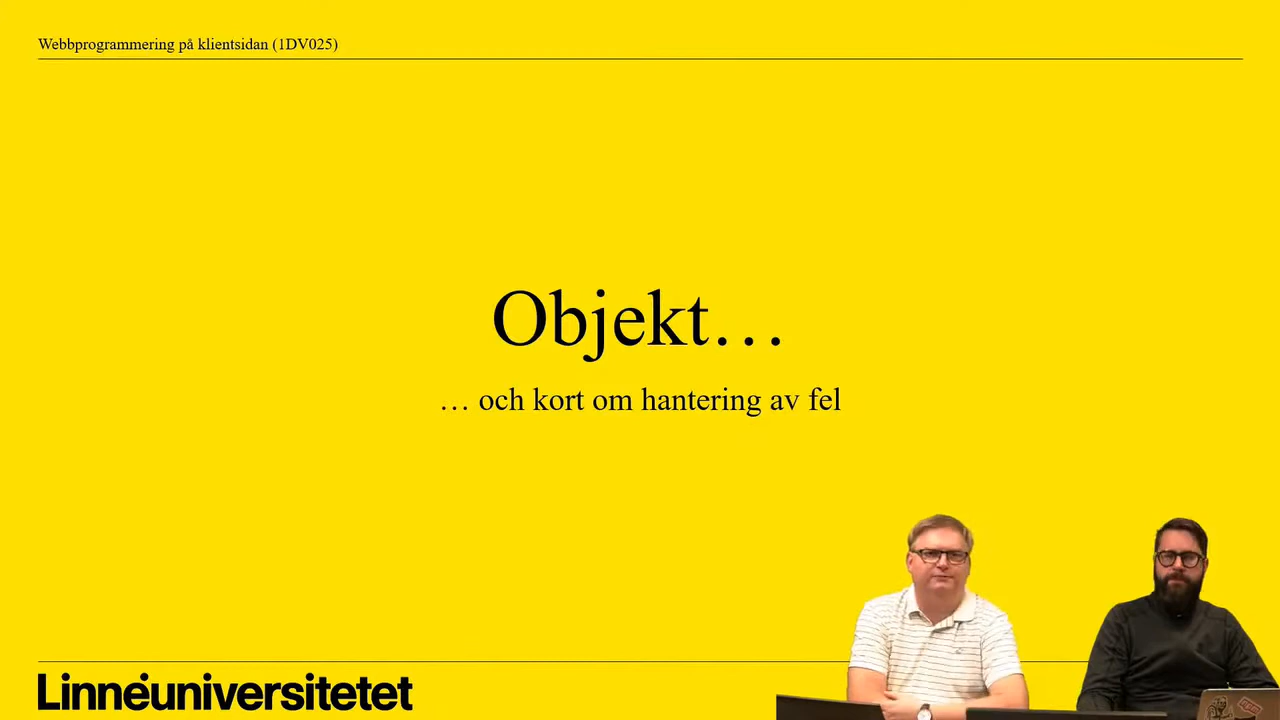 Webbprogrammering på klientsidan (1DV025)
Objekt…
… och kort om hantering av fel
Linnéuniversitetet